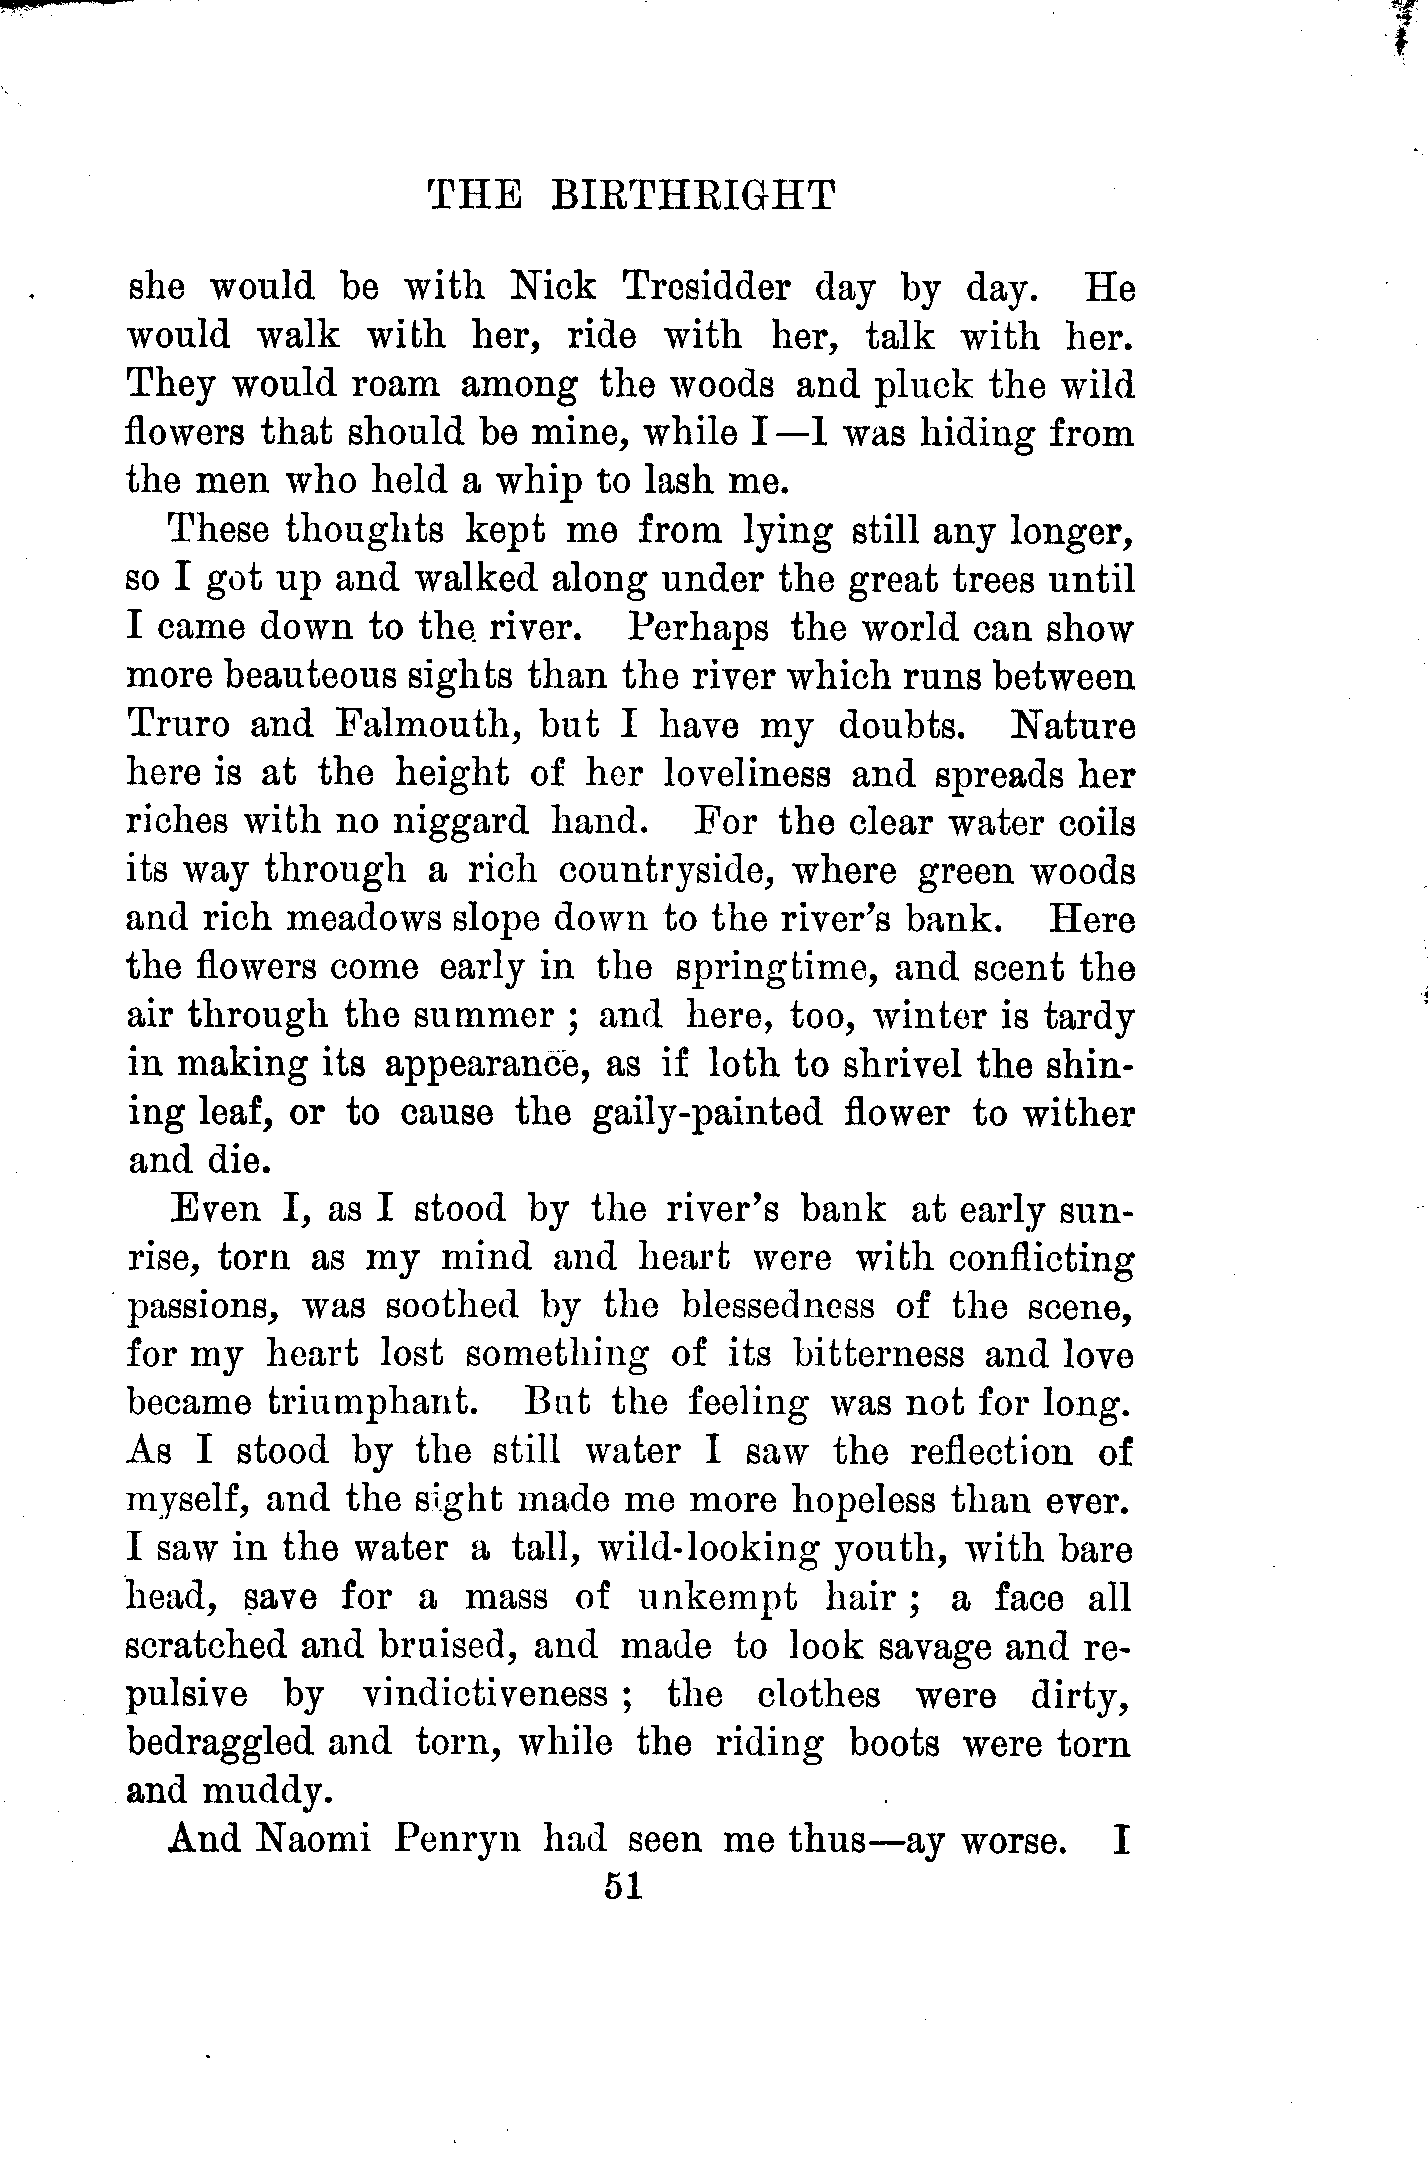 THE BIRTHRIGHT
she would be with Nick Tresidder day by day. He
would walk with her, ride with her, talk with her.
They would roam among the woods and pluck the wild
flowers that should be mine, while I—I was hiding from
the men who held a whip to lash me.
These thoughts kept me from lying still any longer,
so I got up and walked along under the great trees until
I came down to the river. Perhaps the world can show
more beauteous sights than the river which runs between
Truro and Falmouth, but I have my doubts. Nature
here is at the height of her loveliness and spreads her
riches with no niggard hand. For the clear water coils
its way through a rich countryside, where green woods
and rich meadows slope down to the river's bank. Here
the flowers come early in the springtime, and scent the
air through the summer ; and here, too, winter is tardy
in making its appearance, as if loth to shrivel the shin-
ing leaf, or to cause the gaily-painted flower to wither
and die.
Even I, as I stood by the river's bank at early sun-
rise, torn as my mind and heart were with conflicting
passions, was soothed by the blessedness of the scene,
for my heart lost something of its bitterness and love
became triumphant. But the feeling was not for long.
As I stood by the still water I saw the reflection of
myself, and the sight made me more hopeless than ever.
I saw in the water a tall, wild-looking youth, with bare
head, save for a mass of unkempt hair ; a face all
scratched and bruised, and made to look savage and re-
pulsive by vindictiveness ; the clothes were dirty,
bedraggled and torn, while the riding boots were torn
and muddy.
And Naomi Penryn had seen me thus—ay worse. I
51